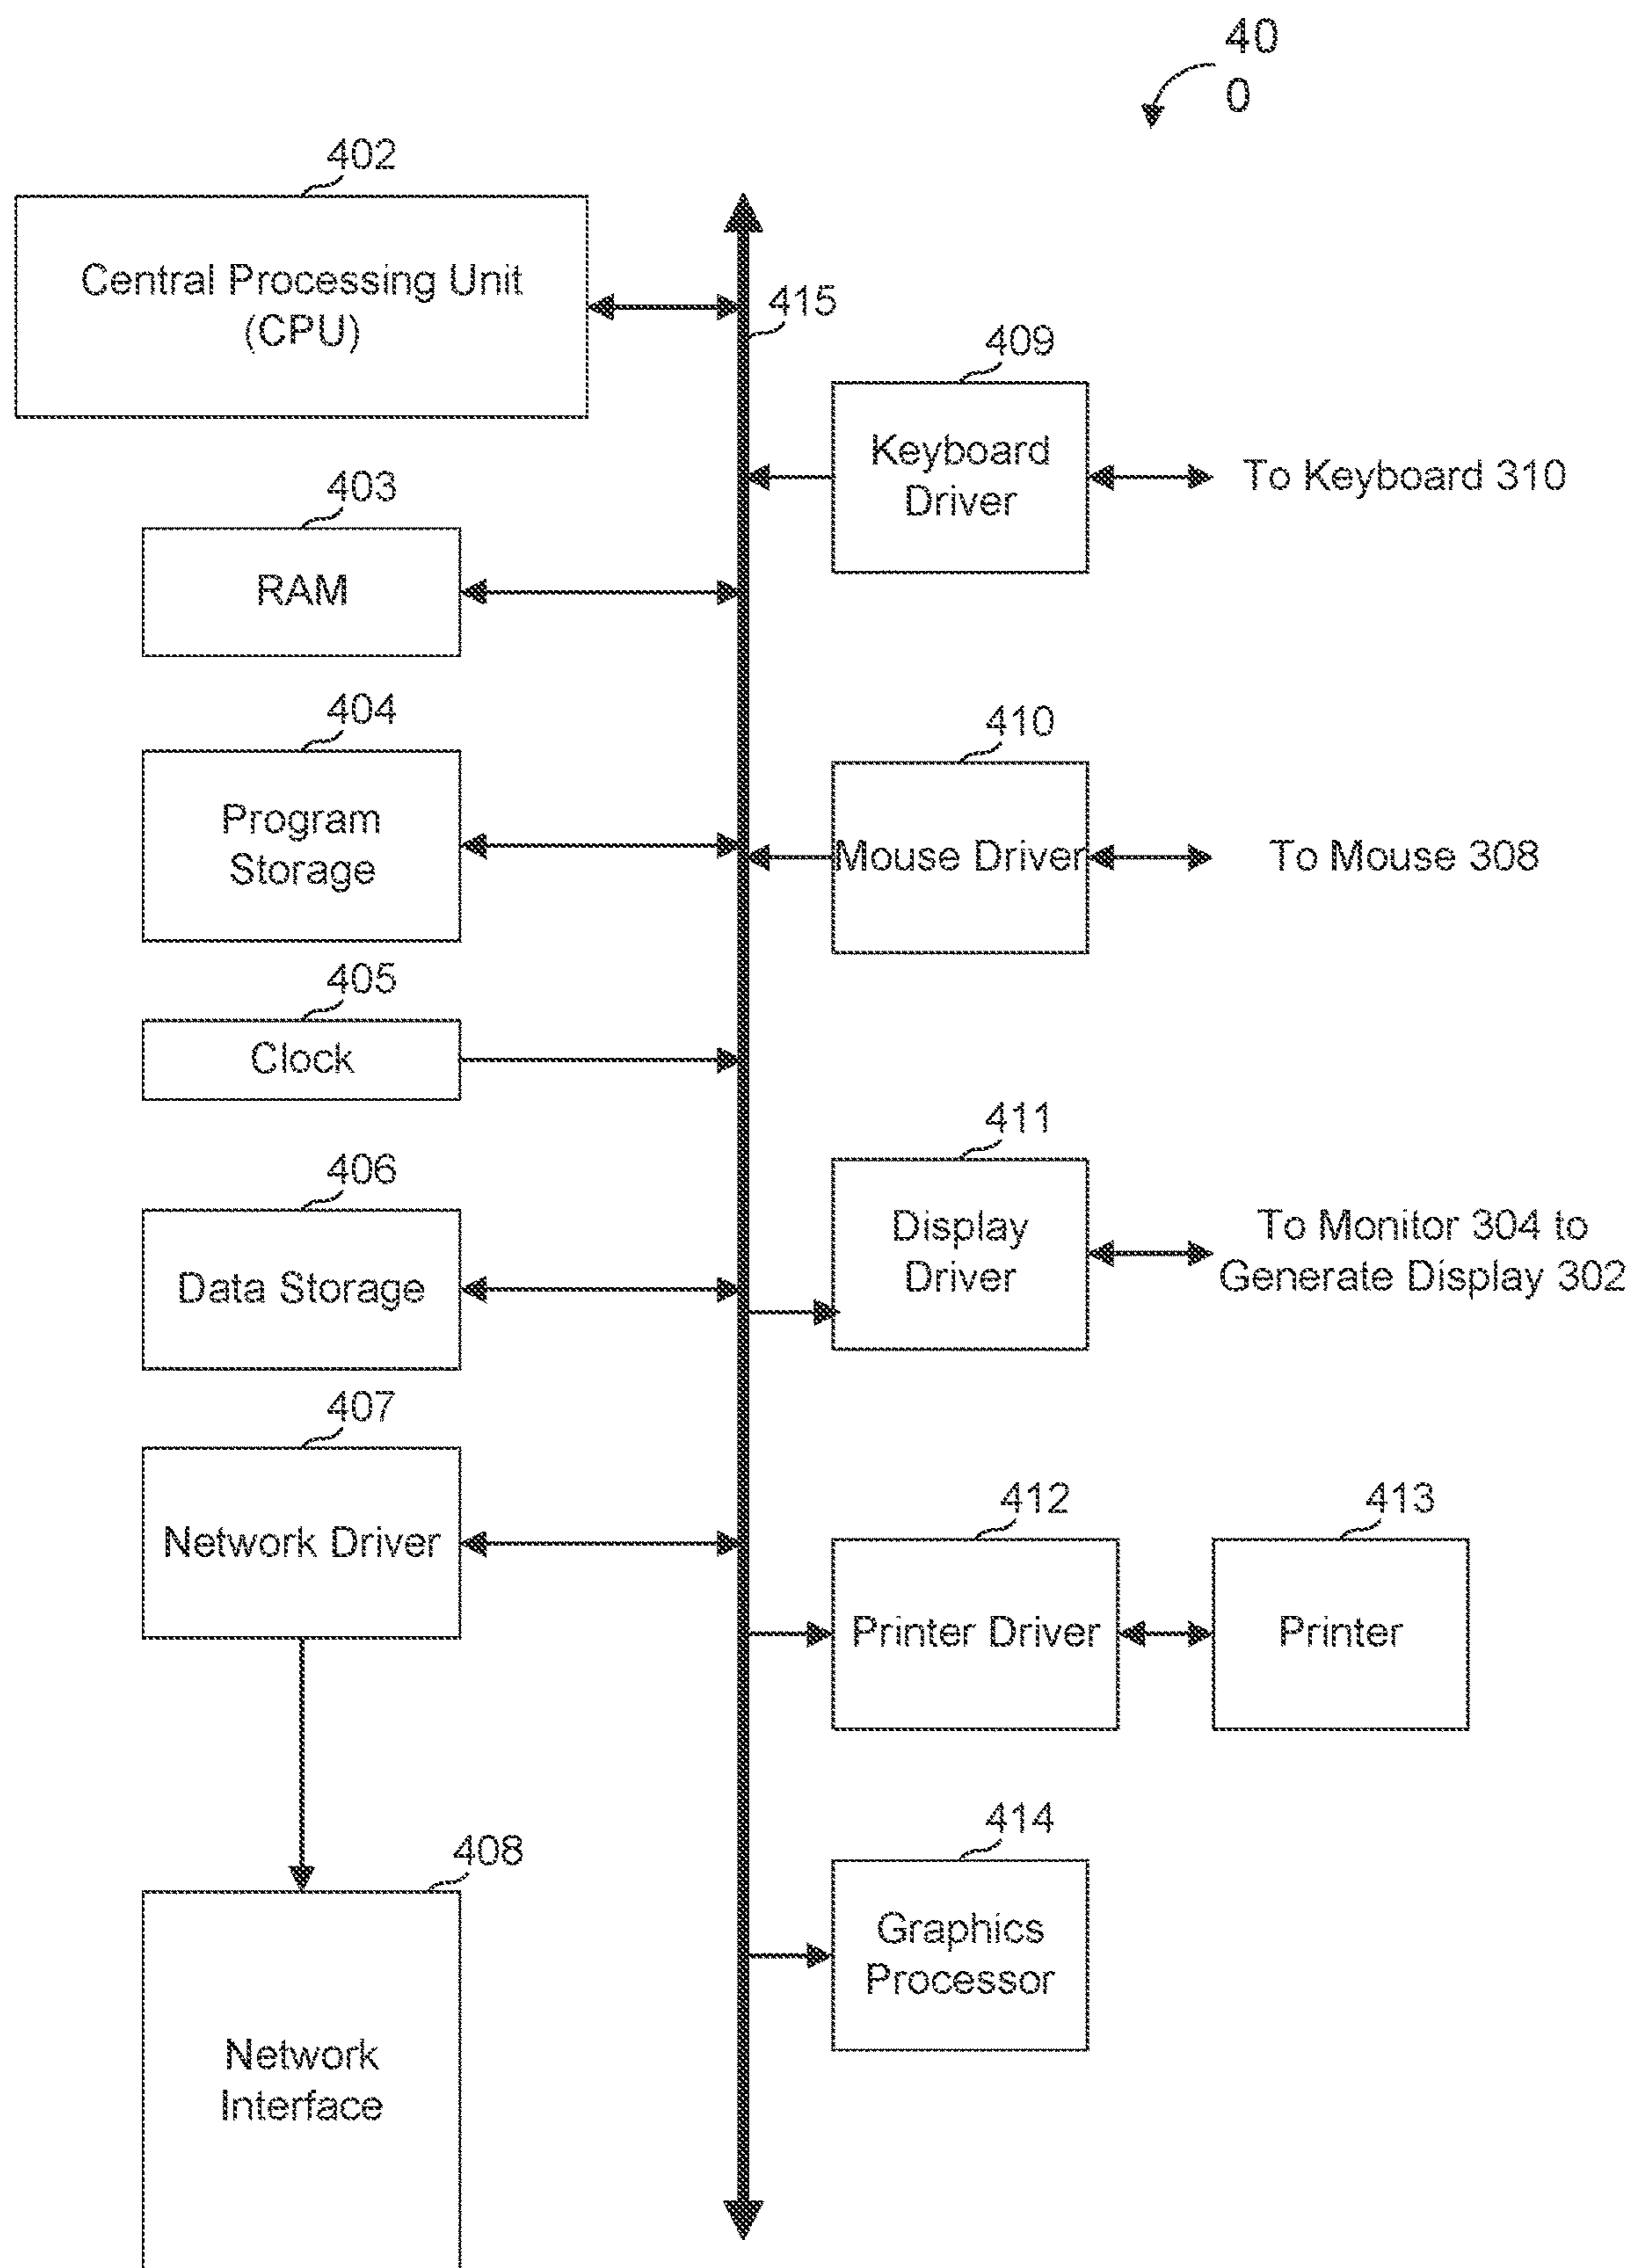 40
0
402
Central Processing Unit
(CPU)
415
409
Keyboard
Driver
To Keyboard 310
403
RAM
404
Program
Storage
410
Mouse Driver
To Mouse 308
405
Clock
411
Display
Driver
To Monitor 304 to
Generate Display 302
406
Data Storage
407
Network Driver
412
Printer Driver
413
Printer
414
Graphics
Processor
408
Network
Interface